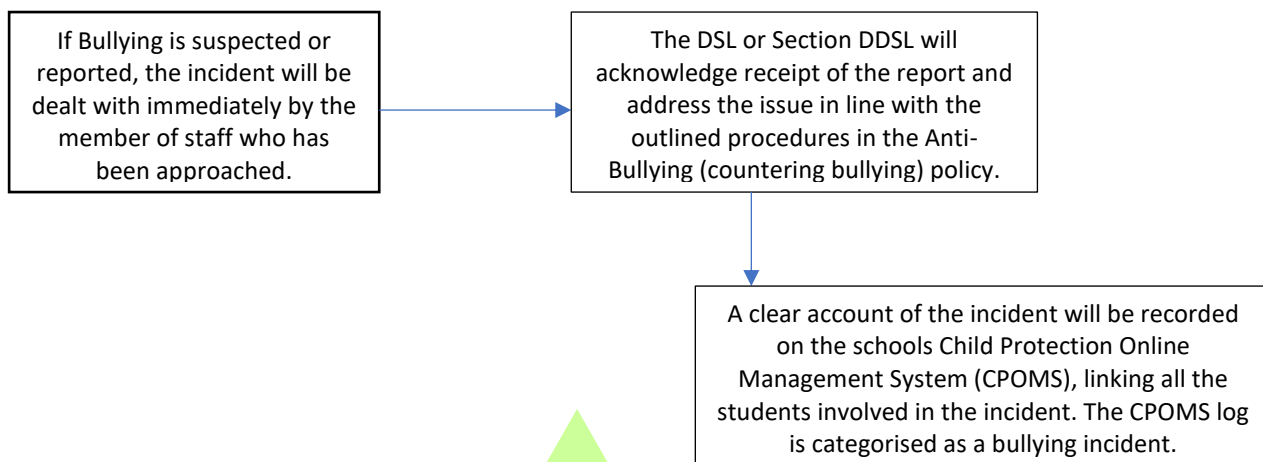 If Bullying is suspected or
reported, the incident will be
dealt with immediately by the
member of staff who has
been approached.
The DSL or Section DDSL will
acknowledge receipt of the report and
address the issue in line with the
outlined procedures in the Anti-
Bullying (countering bullying) policy.
A clear account of the incident will be recorded
on the schools Child Protection Online
Management System (CPOMS), linking all the
students involved in the incident. The CPOMS log
is categorised as a bullying incident.